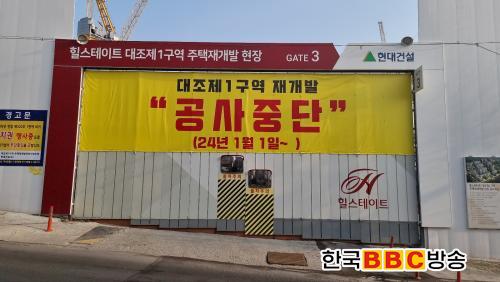 힐스테이트 대조제1구역 주택재개발 현장 GATE 3 현대건설
3
대조제1구역 재개발
“공사중단”
(24년 1월 1일~ )
경고문
힐스테이트
한국BBC방송